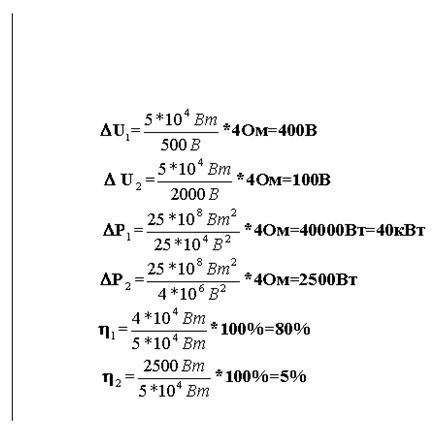 ΔU₁=5*10⁴ Вт/500 В*4Ом=400В
Δ U₂=5*10⁴ Вт/2000 В*4Ом=100В
ΔP₁=25*10⁸ Вт²/25*10⁴ В²*4Ом=40000Вт=40кВт
ΔP₂=25*10⁸ Вт²/4*10⁶ В²*4Ом=2500Вт
η₁=4*10⁴ Вт/5*10⁴ Вт*100%=80%
η₂=2500 Вт/5*10⁴ Вт*100%=5%